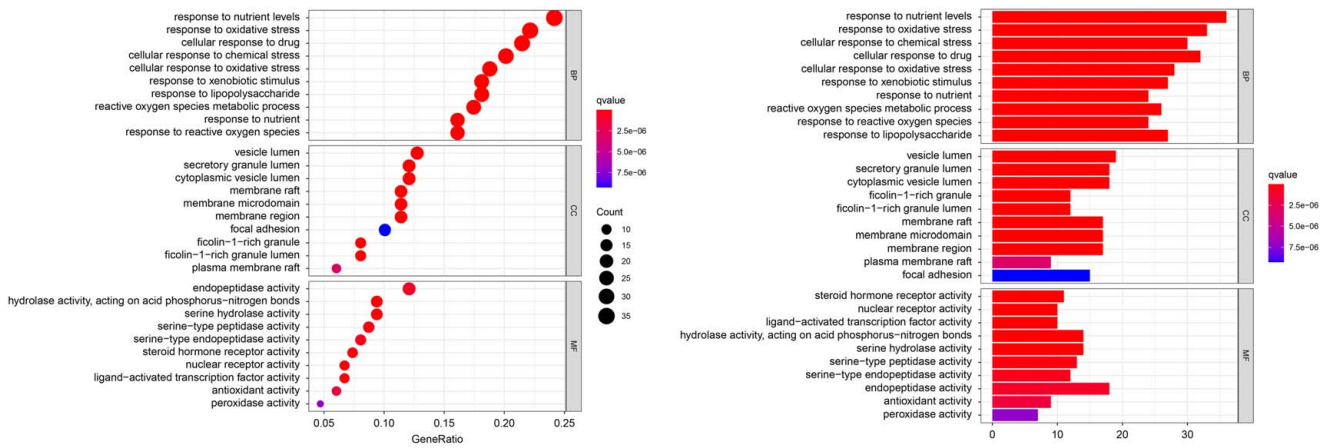 response to nutrient levels
response to oxidative stress
cellular response to drug
cellular response to chemical stress
cellular response to oxidative stress
response to xenobiotic stimulus
response to lipopolysaccharide
reactive oxygen species metabolic process
response to nutrient
response to reactive oxygen species
BP
vesicle lumen
secretory granule lumen
cytoplasmic vesicle lumen
membrane raft
membrane microdomain
membrane region
focal adhesion
ficolin−1−rich granule
ficolin−1−rich granule lumen
plasma membrane raft
CC
endopeptidase activity
hydrolase activity, acting on acid phosphorus−nitrogen bonds
serine hydrolase activity
serine−type peptidase activity
serine−type endopeptidase activity
steroid hormone receptor activity
nuclear receptor activity
ligand−activated transcription factor activity
antioxidant activity
peroxidase activity
MF
0.05 0.10 0.15 0.20 0.25
GeneRatio
qvalue
2.5e−06
5.0e−06
7.5e−06
Count
10
15
20
25
30
35
response to nutrient levels
response to oxidative stress
cellular response to chemical stress
cellular response to drug
cellular response to oxidative stress
response to xenobiotic stimulus
response to nutrient
reactive oxygen species metabolic process
response to reactive oxygen species
response to lipopolysaccharide
BP
vesicle lumen
secretory granule lumen
cytoplasmic vesicle lumen
ficolin−1−rich granule
ficolin−1−rich granule lumen
membrane raft
membrane microdomain
membrane region
plasma membrane raft
focal adhesion
CC
steroid hormone receptor activity
nuclear receptor activity
ligand−activated transcription factor activity
hydrolase activity, acting on acid phosphorus−nitrogen bonds
serine hydrolase activity
serine−type peptidase activity
serine−type endopeptidase activity
endopeptidase activity
antioxidant activity
peroxidase activity
MF
0 10 20 30
qvalue
2.5e−06
5.0e−06
7.5e−06